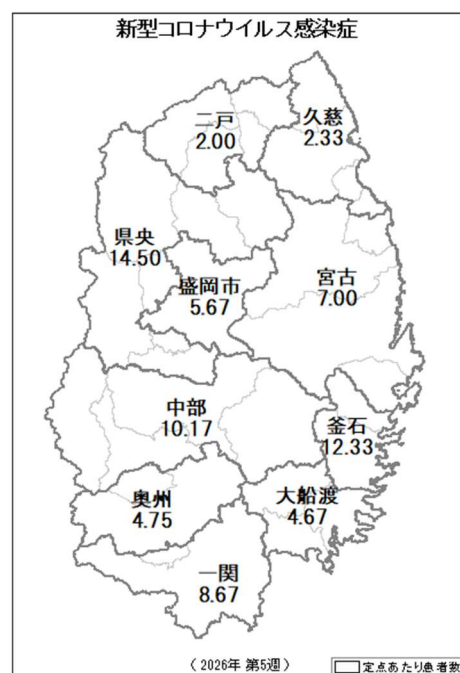 新型コロナウイルス感染症
二戸
2.00
久慈
2.33
県央
14.50
盛岡市
5.67
宮古
7.00
中部
10.17
釜石
12.33
奥州
4.75
大船渡
4.67
一関
8.67
（2026年 第5週）
定点あたり患者数